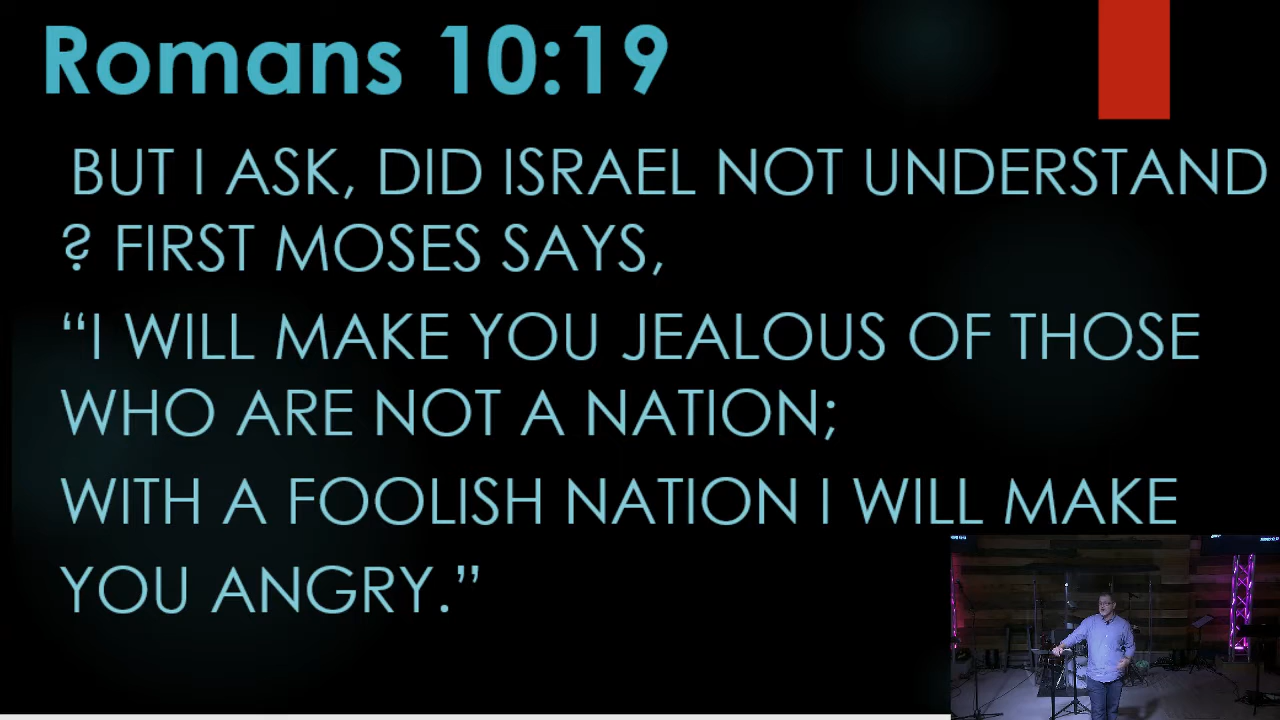 Romans 10:19
BUT I ASK, DID ISRAEL NOT UNDERSTAND
? FIRST MOSES SAYS,
“I WILL MAKE YOU JEALOUS OF THOSE
WHO ARE NOT A NATION;
WITH A FOOLISH NATION I WILL MAKE
YOU ANGRY.”